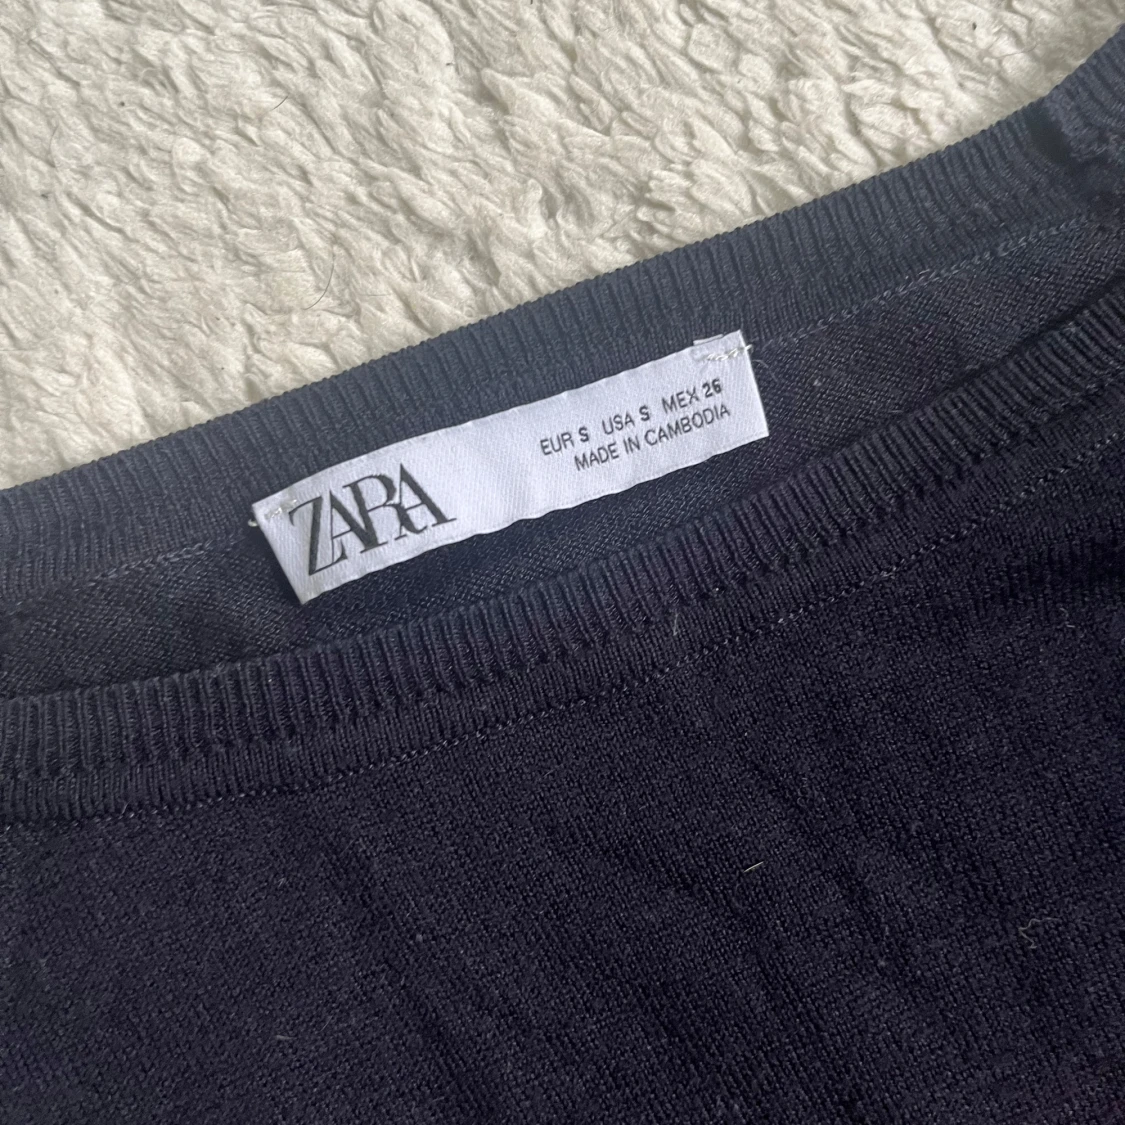 ZARA
EUR S USA S MEX 26
MADE IN CAMBODIA